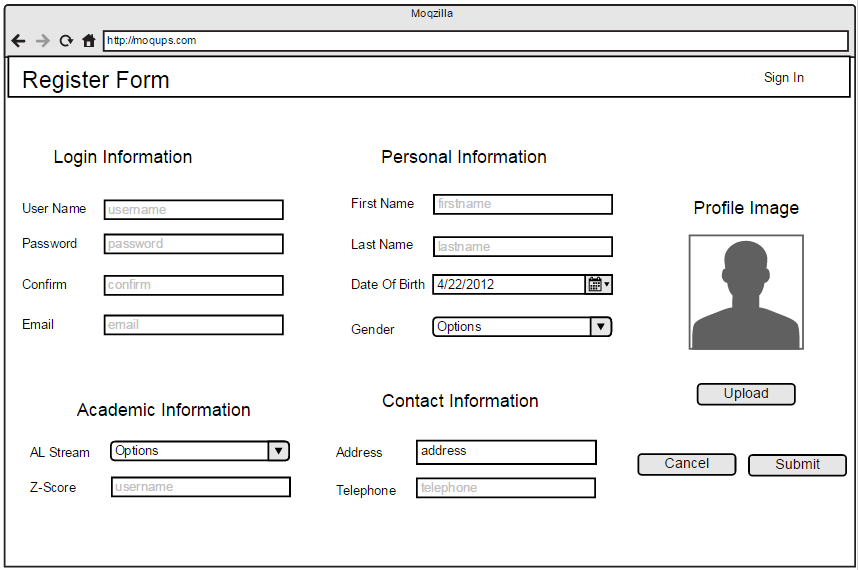 Moqzilla
http://moqups.com
Register Form
Sign In
Login Information
User Name
username
Password
password
Confirm
confirm
Email
email
Personal Information
First Name
firstname
Last Name
lastname
Date Of Birth
4/22/2012
Gender
Options
Profile Image
Upload
Academic Information
AL Stream
Options
Z-Score
username
Contact Information
Address
address
Telephone
telephone
Cancel
Submit